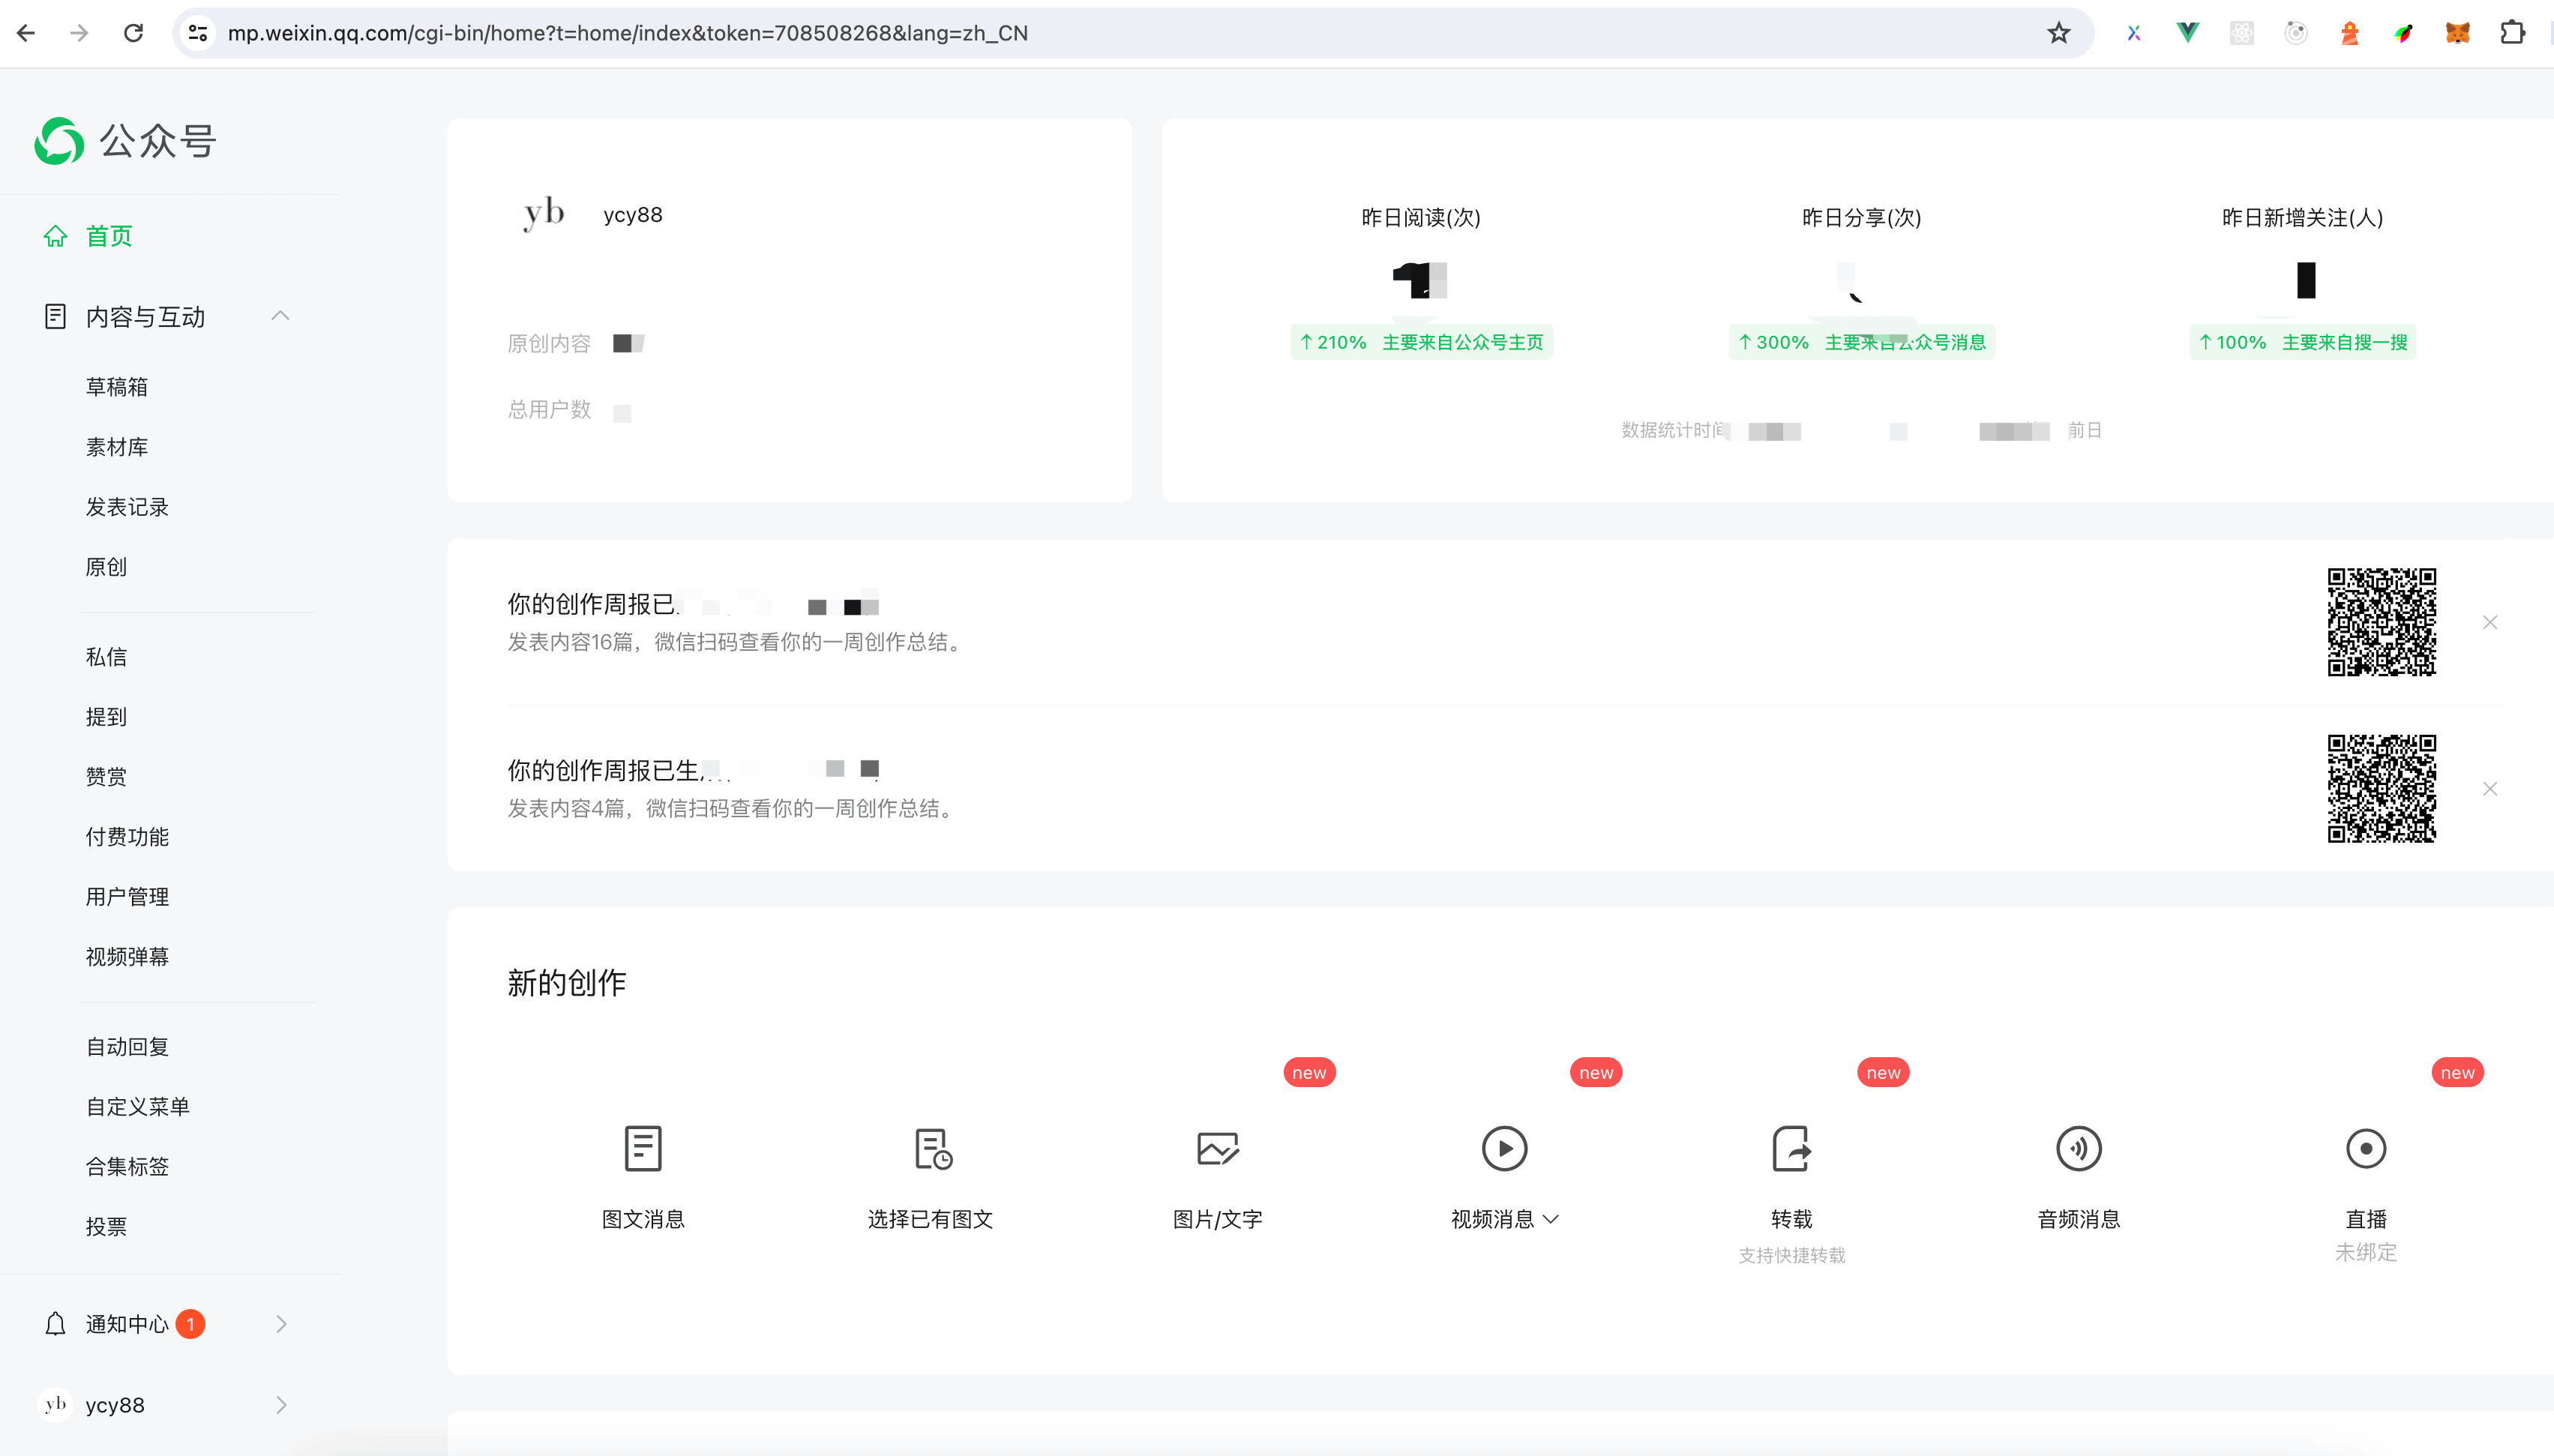 mp.weixin.qq.com/cgi-bin/home?t=home/index&token=708508268&lang=zh_CN
公众号
首页
内容与互动
草稿箱
素材库
发表记录
原创
私信
提到
赞赏
付费功能
用户管理
视频弹幕
自动回复
自定义菜单
合集标签
投票
通知中心 1
yb ycy88
yb ycy88
原创内容
总用户数
昨日阅读(次) 昨日分享(次) 昨日新增关注(人)
↑210% 主要来自公众号主页 ↑300% 主要来自公众号消息 ↑100% 主要来自搜一搜
数据统计时间 前日
你的创作周报已
发表内容16篇，微信扫码查看你的一周创作总结。
你的创作周报已生
发表内容4篇，微信扫码查看你的一周创作总结。
新的创作
new new new new
图文消息 选择已有图文 图片/文字 视频消息 转载 音频消息 直播
支持快捷转载 未绑定